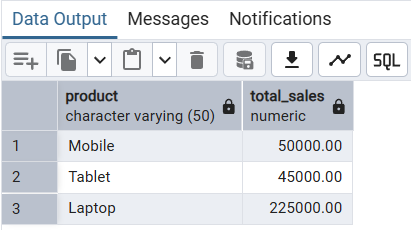 Data Output Messages Notifications
SQL
product total_sales
character varying (50) numeric
1 Mobile 50000.00
2 Tablet 45000.00
3 Laptop 225000.00